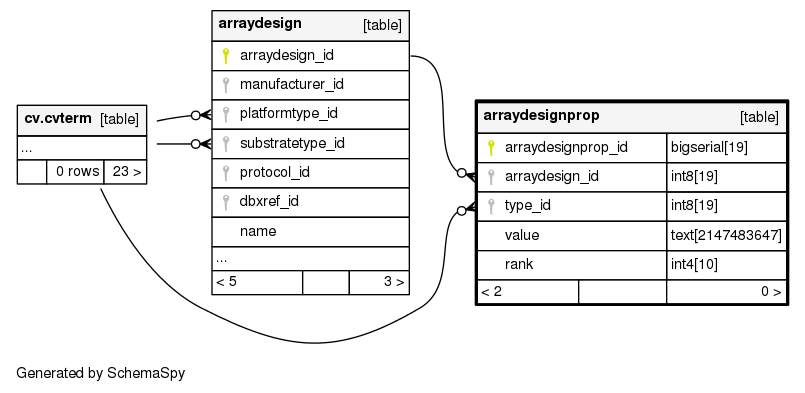 cv.cvterm [table]
...
0 rows 23 >
arraydesign [table]
arraydesign_id
manufacturer_id
platformtype_id
substratetype_id
protocol_id
dbxref_id
name
...
< 5 3 >
arraydesignprop [table]
arraydesignprop_id bigserial[19]
arraydesign_id int8[19]
type_id int8[19]
value text[2147483647]
rank int4[10]
< 2 0 >
Generated by SchemaSpy